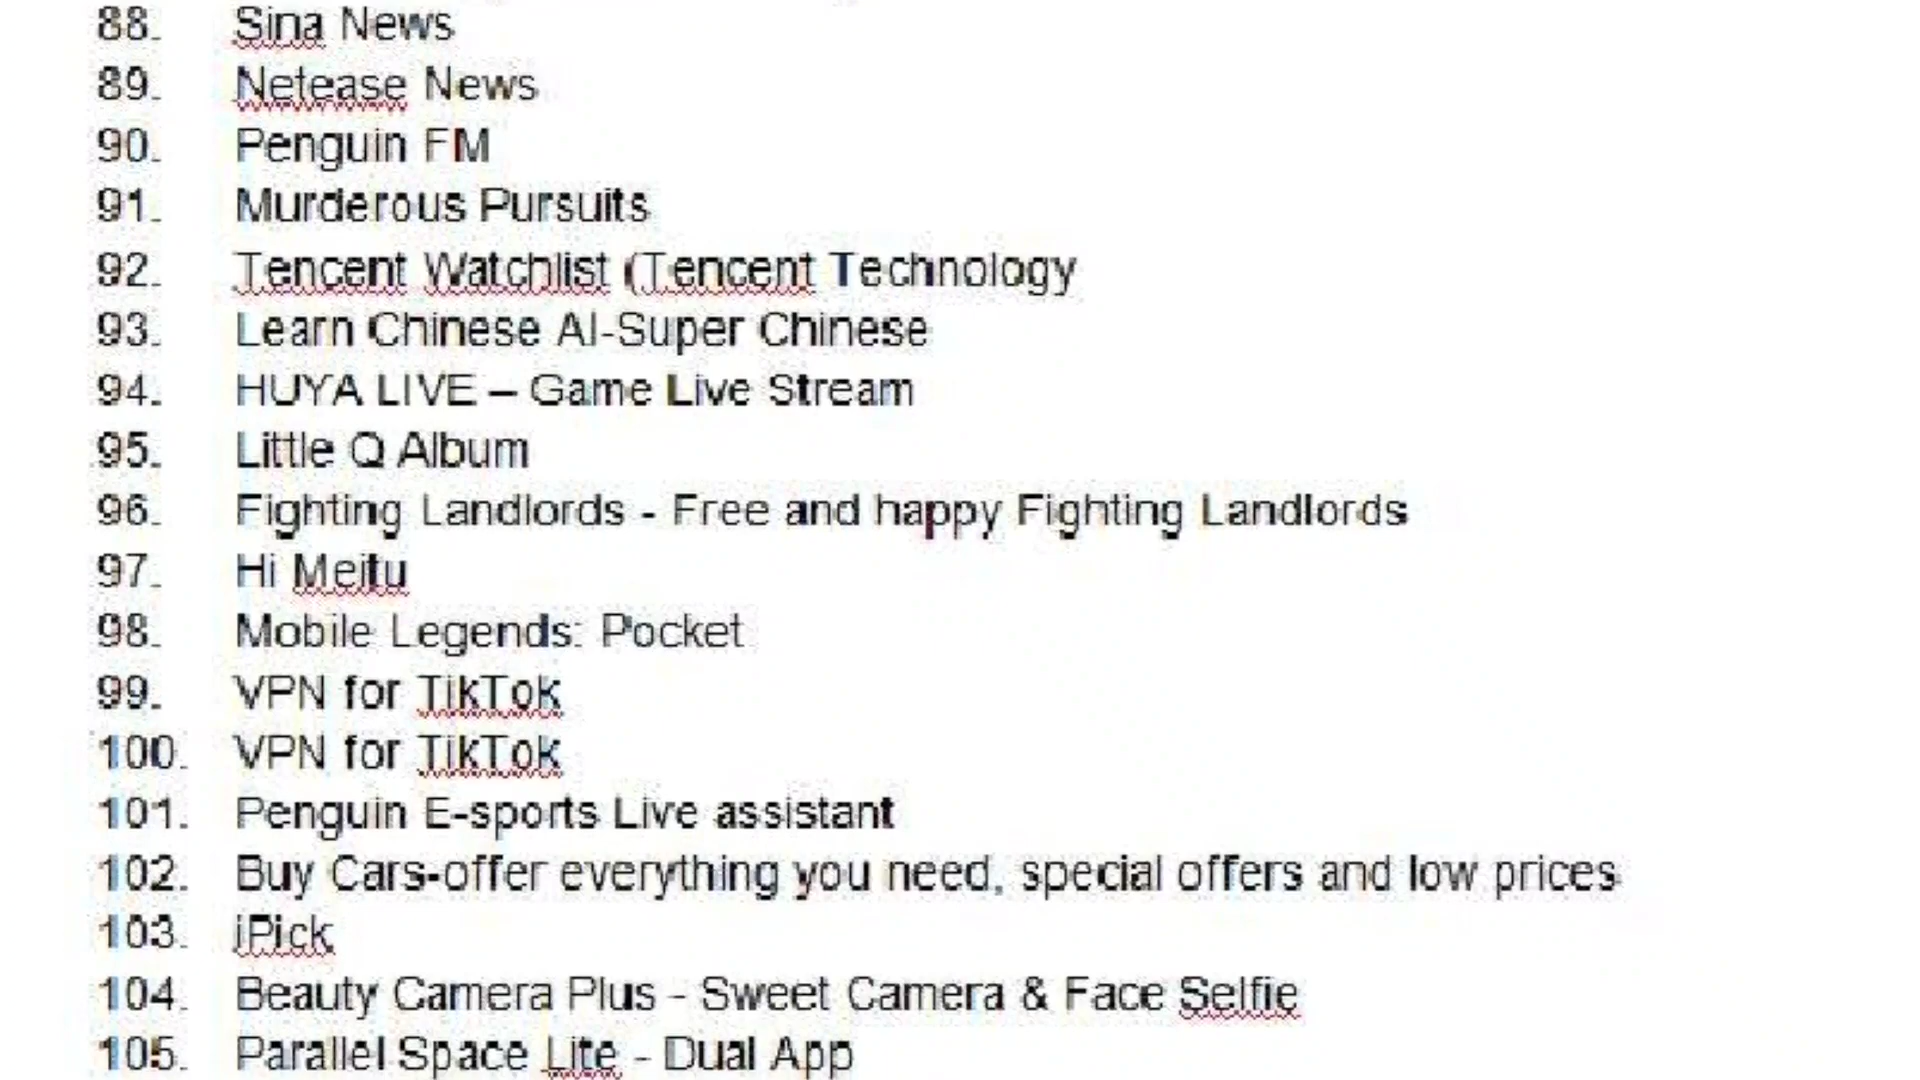 88. Sina News
89. Netease News
90. Penguin FM
91. Murderous Pursuits
92. Tencent Watchlist (Tencent Technology
93. Learn Chinese AI-Super Chinese
94. HUYA LIVE – Game Live Stream
95. Little Q Album
96. Fighting Landlords - Free and happy Fighting Landlords
97. Hi Meitu
98. Mobile Legends: Pocket
99. VPN for TikTok
100. VPN for TikTok
101. Penguin E-sports Live assistant
102. Buy Cars-offer everything you need, special offers and low prices
103. iPick
104. Beauty Camera Plus - Sweet Camera & Face Selfie
105. Parallel Space Lite - Dual App